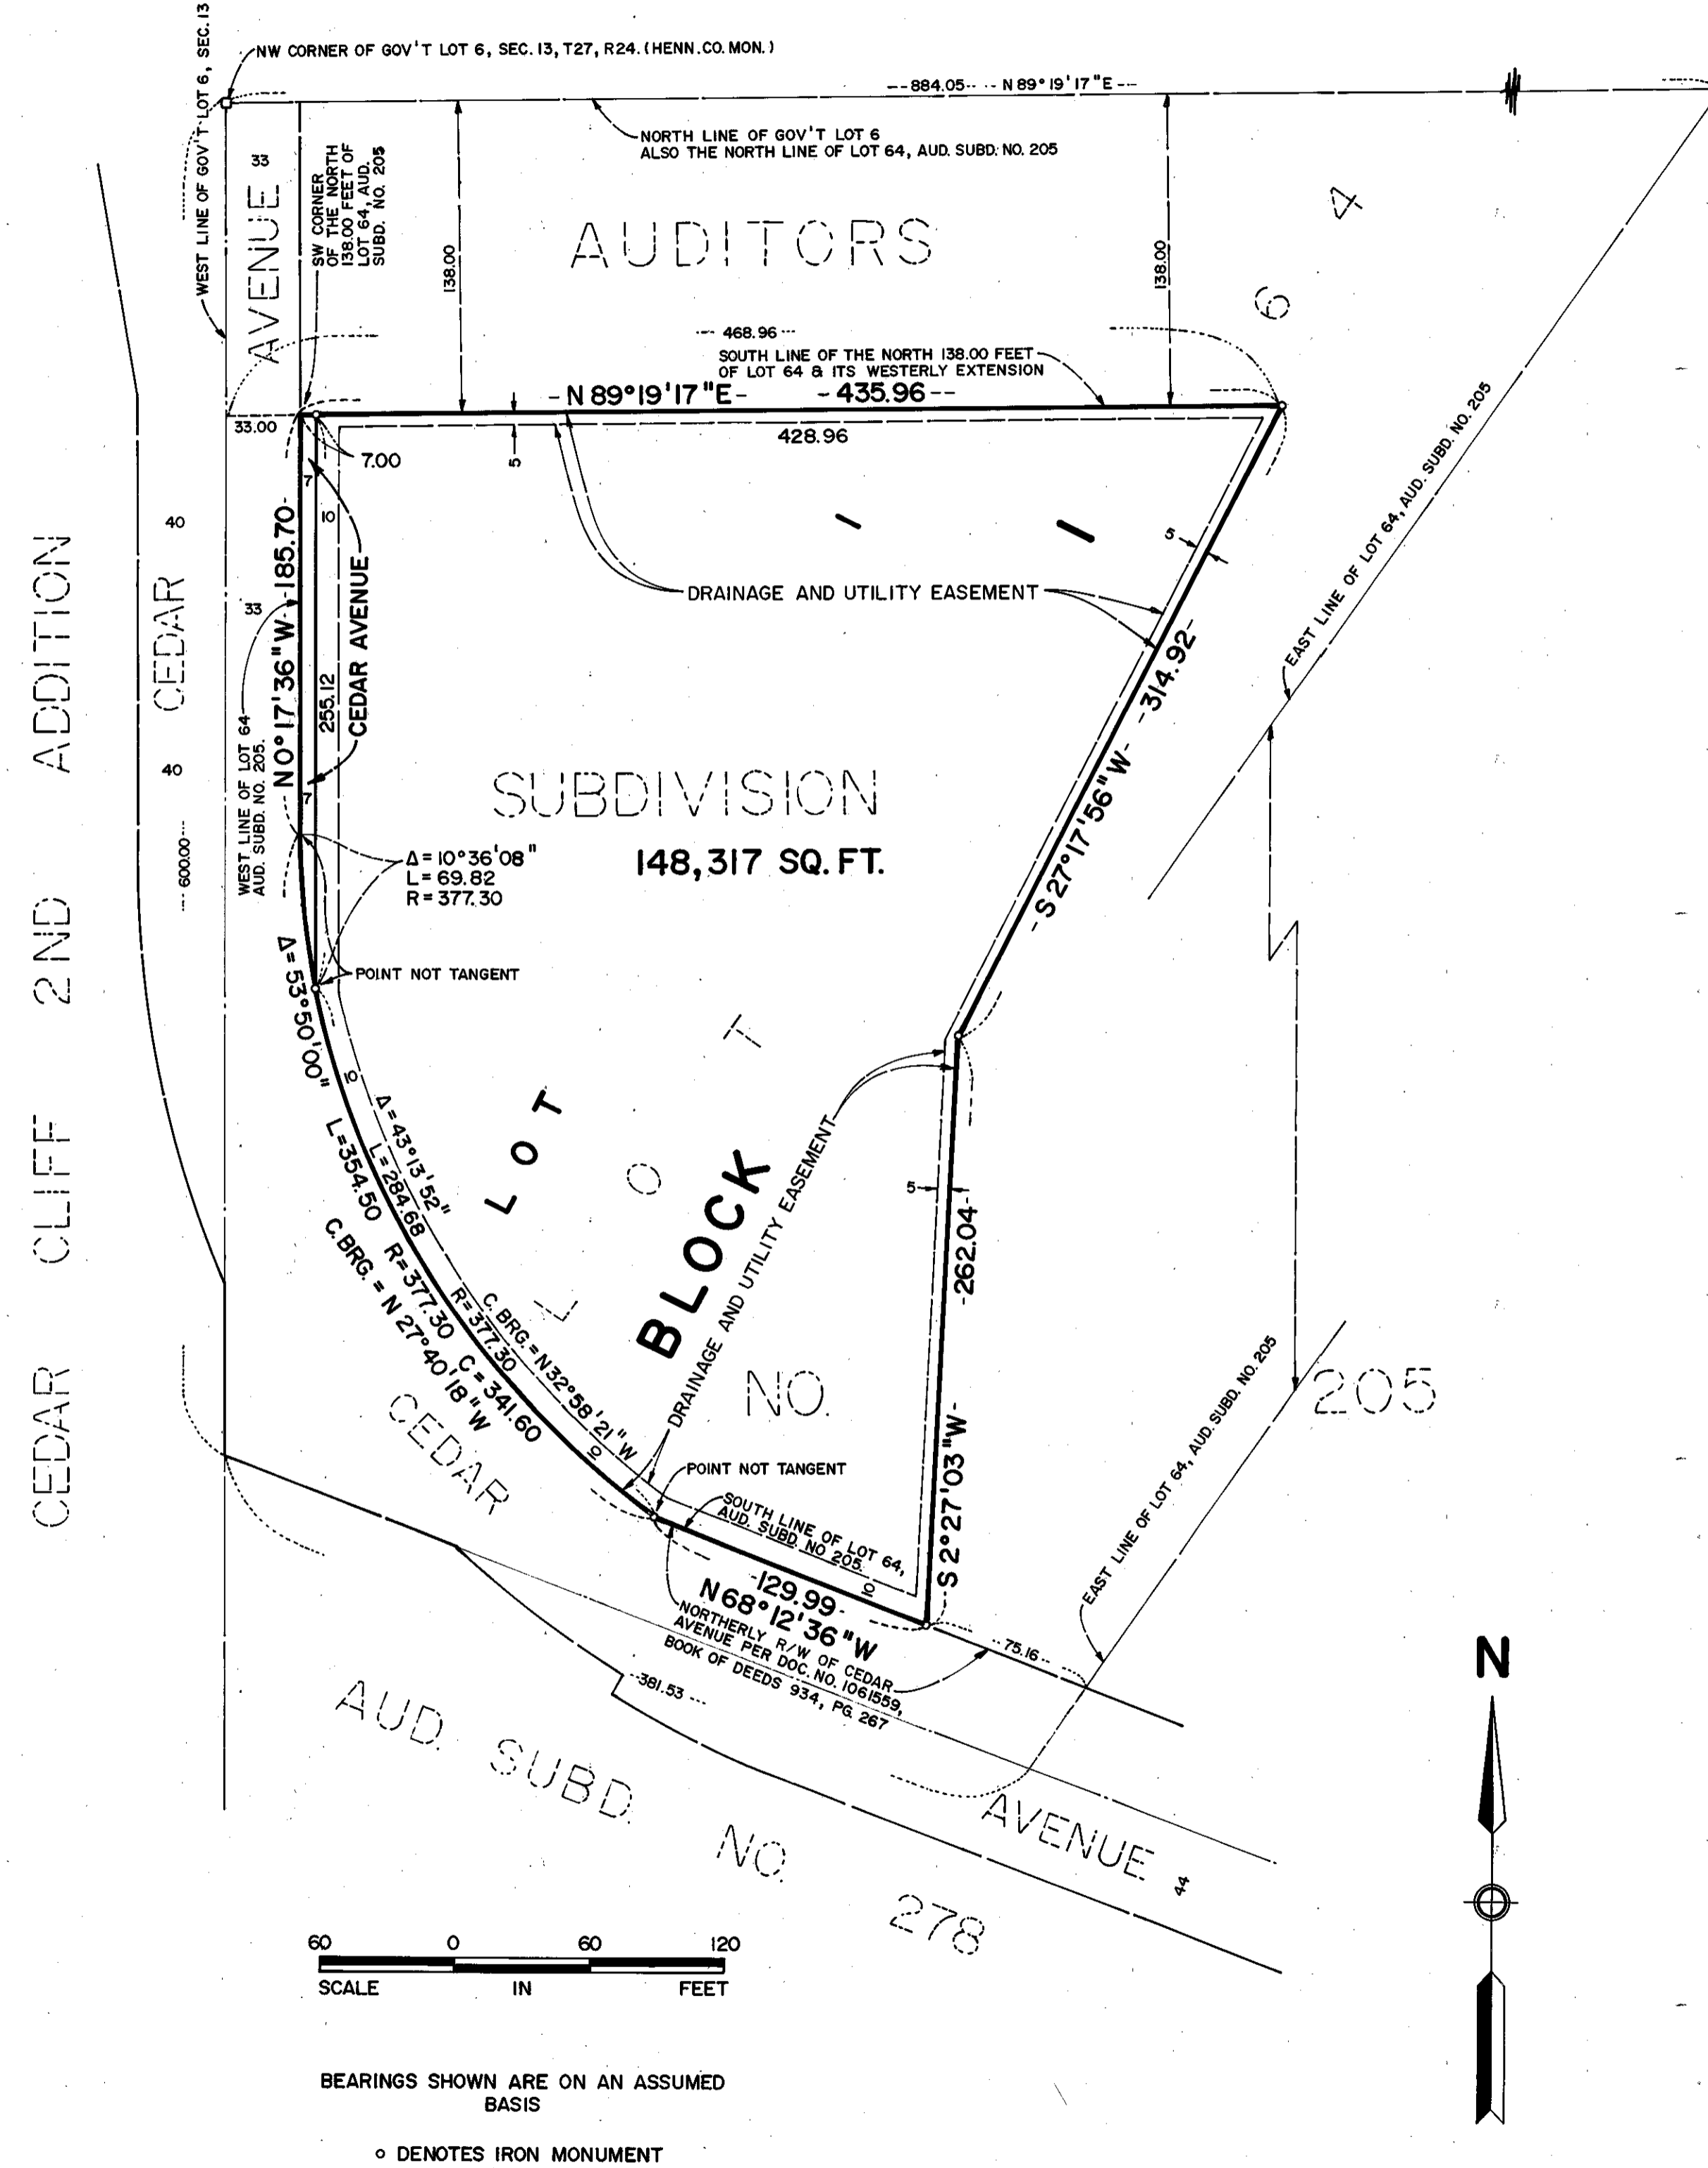 WEST LINE OF GOV'T LOT 6, SEC. 13
NW CORNER OF GOV'T LOT 6, SEC. 13, T27, R24. (HENN. CO. MON.)
--884.05-- -- N 89° 19' 17" E ---
NORTH LINE OF GOV'T LOT 6
ALSO THE NORTH LINE OF LOT 64, AUD. SUBD. NO. 205
33
AVENUE
SW CORNER
OF THE NORTH
138.00 FEET OF
LOT 64, AUD.
SUBD. NO. 205
138.00
AUDITORS
138.00
6 4
--- 468.96 ---
SOUTH LINE OF THE NORTH 138.00 FEET
OF LOT 64 & ITS WESTERLY EXTENSION
- N 89° 19' 17" E - - 435.96 --
33.00
7.00
5
428.96
7
10
40
CEDAR
40
33
-N 0° 17' 36" W- -185.70-
255.12
CEDAR AVENUE
7
WEST LINE OF LOT 64
AUD. SUBD. NO. 205.
1
1
5
DRAINAGE AND UTILITY EASEMENT
EAST LINE OF LOT 64, AUD. SUBD. NO. 205
- S 27° 17' 56" W - -314.92-
SUBDIVISION
148,317 SQ. FT.
Δ = 10° 36' 08"
L = 69.82
R = 377.30
POINT NOT TANGENT
--- 600.00 ---
CEDAR CLIFF 2ND ADDITION
Δ = 53° 50' 00" L = 354.50 R = 377.30 C = 341.60
C. BRG. = N 27° 40' 18" W
10
Δ = 43° 13' 52"
L = 284.68
R = 377.30
C. BRG. = N 32° 58' 21" W
10
LOT
LOT
BLOCK
DRAINAGE AND UTILITY EASEMENT
5
- S 2° 27' 03" W - -262.04-
NO.
205
CEDAR
POINT NOT TANGENT
SOUTH LINE OF LOT 64,
AUD. SUBD. NO 205.
10
-129.99-
N 68° 12' 36" W
NORTHERLY R/W OF CEDAR
AVENUE PER DOC. NO. 1061559,
BOOK OF DEEDS 934, PG. 267
-- 75.16 --
EAST LINE OF LOT 64, AUD. SUBD. NO. 205
--381.53 ---
AUD. SUBD. NO. 278
AVENUE
44
N
60 0 60 120
SCALE IN FEET
BEARINGS SHOWN ARE ON AN ASSUMED
BASIS
o DENOTES IRON MONUMENT